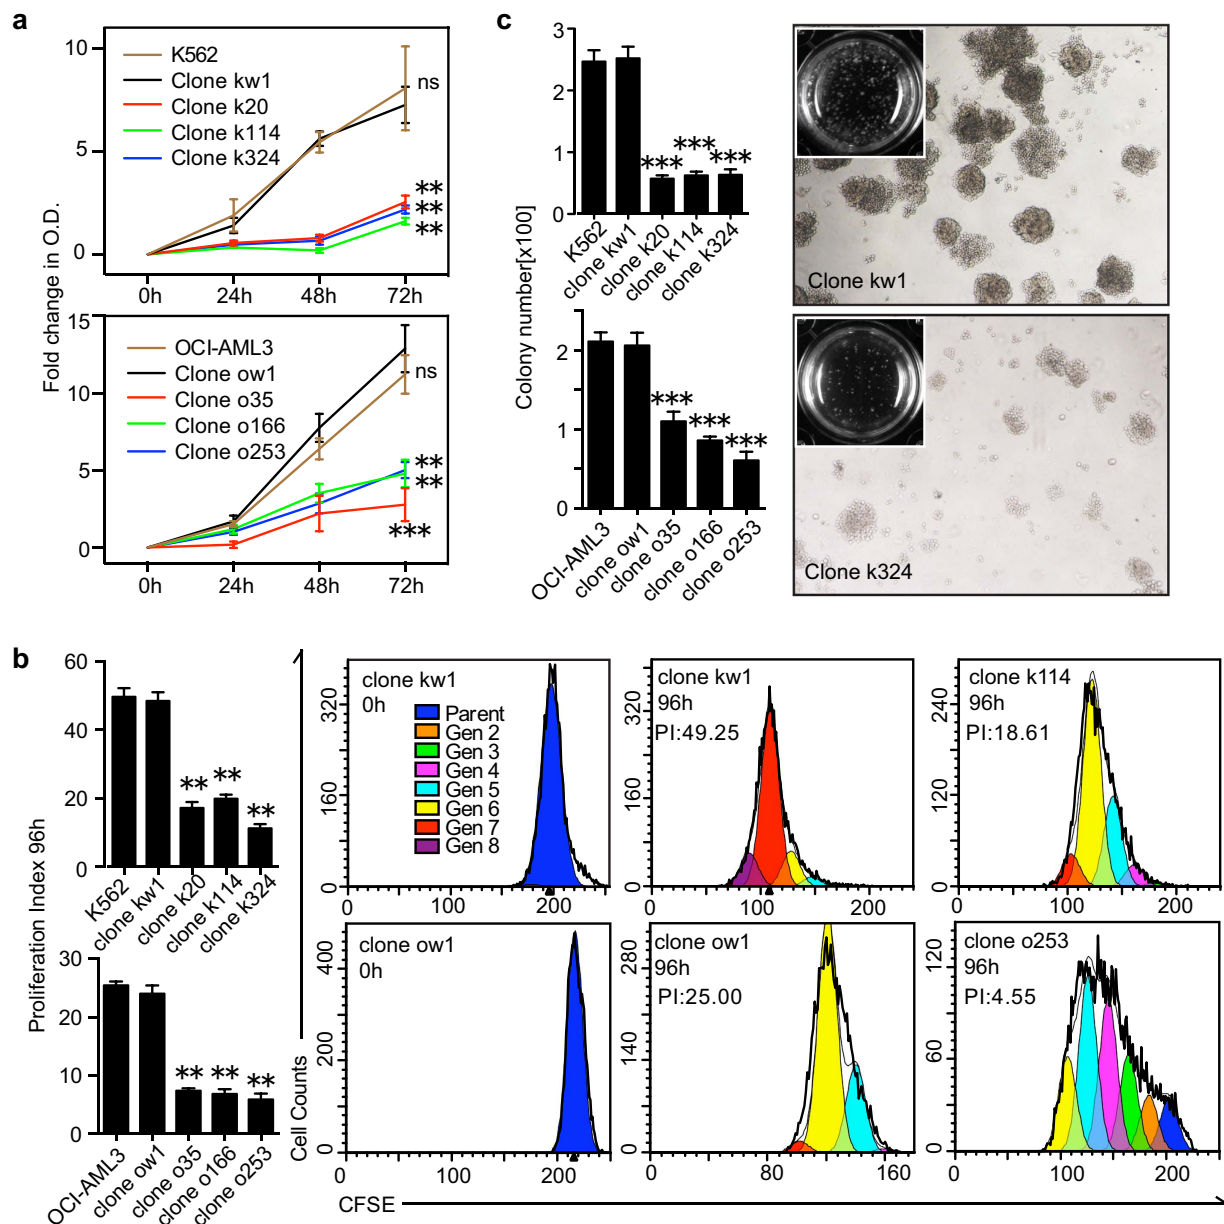 a
Fold change in O.D.
10
5
0
K562
Clone kw1
Clone k20
Clone k114
Clone k324
ns
**
**
**
0h 24h 48h 72h
15
10
5
0
OCI-AML3
Clone ow1
Clone o35
Clone o166
Clone o253
ns
**
**
***
0h 24h 48h 72h
c
Colony number[x100]
3
2
1
0
*** *** ***
K562
clone kw1
clone k20
clone k114
clone k324
2
1
0
*** *** ***
OCI-AML3
clone ow1
clone o35
clone o166
clone o253
Clone kw1
Clone k324
b
Proliferation Index 96h
60
40
20
0
** ** **
K562
clone kw1
clone k20
clone k114
clone k324
30
20
10
0
** ** **
OCI-AML3
clone ow1
clone o35
clone o166
clone o253
Cell Counts
clone kw1
0h
Parent
Gen 2
Gen 3
Gen 4
Gen 5
Gen 6
Gen 7
Gen 8
320
160
0
0 100 200
clone kw1
96h
PI:49.25
320
160
0
0 100 200
clone k114
96h
PI:18.61
240
120
0
0 100 200
clone ow1
0h
400
200
0
0 100 200
clone ow1
96h
PI:25.00
280
140
0
0 80 160
clone o253
96h
PI:4.55
120
60
0
0 100 200
CFSE